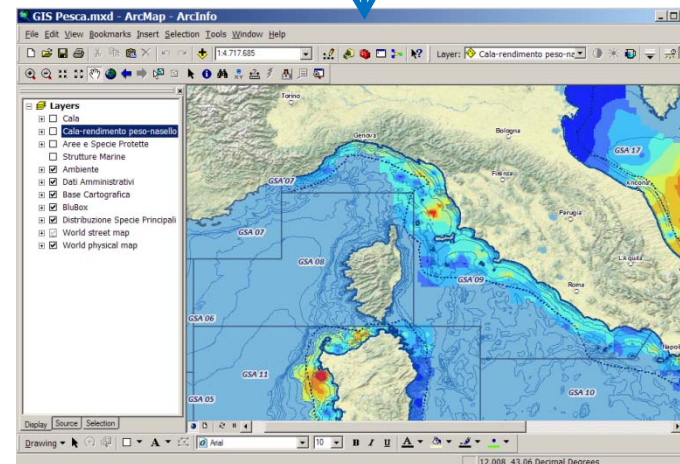 GIS Pesca.mxd - ArcMap - ArcInfo
File Edit View Bookmarks Insert Selection Tools Window Help
1:4.717.685
Layer: Cala-rendimento peso-na
Layers
Cala
Cala-rendimento peso-nasello
Aree e Specie Protette
Strutture Marine
Ambiente
Dati Amministrativi
Base Cartografica
BluBox
Distribuzione Specie Principali
World street map
World physical map
Display Source Selection
Torino
Genova
Bologna
GSA 17
GSA 07
Firenze
Ancona
Perugia
GSA 07
L'Aquila
GSA 08
GSA 09
Roma
GSA 06
Napol
GSA 11
GSA 05
GSA 10
Drawing A Arial 10 B I U A
12,008 43,06 Decimal Degrees